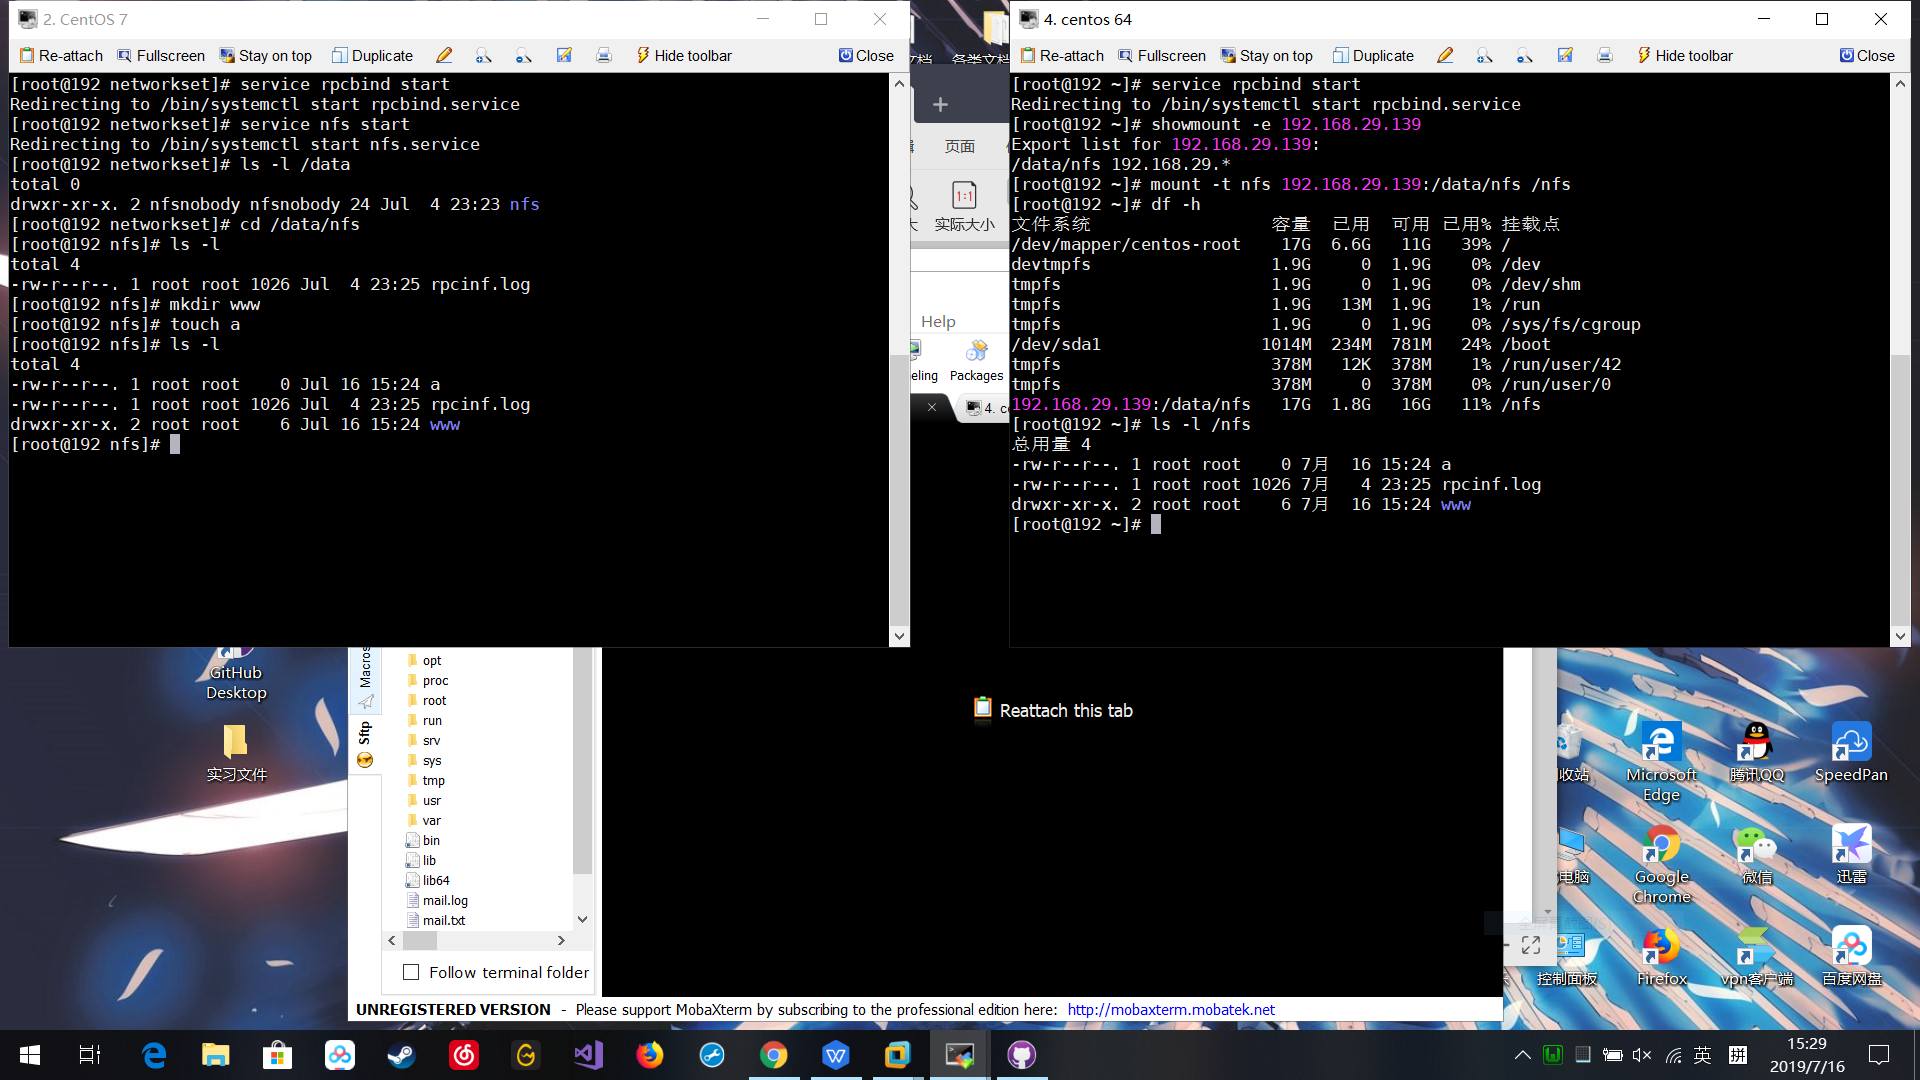 2. CentOS 7
Re-attach Fullscreen Stay on top Duplicate Hide toolbar Close
[root@192 networkset]# service rpcbind start
Redirecting to /bin/systemctl start rpcbind.service
[root@192 networkset]# service nfs start
Redirecting to /bin/systemctl start nfs.service
[root@192 networkset]# ls -l /data
total 0
drwxr-xr-x. 2 nfsnobody nfsnobody 24 Jul  4 23:23 nfs
[root@192 networkset]# cd /data/nfs
[root@192 nfs]# ls -l
total 4
-rw-r--r--. 1 root root 1026 Jul  4 23:25 rpcinf.log
[root@192 nfs]# mkdir www
[root@192 nfs]# touch a
[root@192 nfs]# ls -l
total 4
-rw-r--r--. 1 root root    0 Jul 16 15:24 a
-rw-r--r--. 1 root root 1026 Jul  4 23:25 rpcinf.log
drwxr-xr-x. 2 root root    6 Jul 16 15:24 www
[root@192 nfs]#
文档
各类文档
页面
1:1
实际大小
Help
Packages
4. c
4. centos 64
Re-attach Fullscreen Stay on top Duplicate Hide toolbar Close
[root@192 ~]# service rpcbind start
Redirecting to /bin/systemctl start rpcbind.service
[root@192 ~]# showmount -e 192.168.29.139
Export list for 192.168.29.139:
/data/nfs 192.168.29.*
[root@192 ~]# mount -t nfs 192.168.29.139:/data/nfs /nfs
[root@192 ~]# df -h
文件系统 容量 已用 可用 已用% 挂载点
/dev/mapper/centos-root 17G 6.6G 11G 39% /
devtmpfs 1.9G 0 1.9G 0% /dev
tmpfs 1.9G 0 1.9G 0% /dev/shm
tmpfs 1.9G 13M 1.9G 1% /run
tmpfs 1.9G 0 1.9G 0% /sys/fs/cgroup
/dev/sda1 1014M 234M 781M 24% /boot
tmpfs 378M 12K 378M 1% /run/user/42
tmpfs 378M 0 378M 0% /run/user/0
192.168.29.139:/data/nfs 17G 1.8G 16G 11% /nfs
[root@192 ~]# ls -l /nfs
总用量 4
-rw-r--r--. 1 root root    0 7月  16 15:24 a
-rw-r--r--. 1 root root 1026 7月   4 23:25 rpcinf.log
drwxr-xr-x. 2 root root    6 7月  16 15:24 www
[root@192 ~]#
GitHub
Desktop
实习文件
Macros
Sftp
opt
proc
root
run
srv
sys
tmp
usr
var
bin
lib
lib64
mail.log
mail.txt
Follow terminal folder
Reattach this tab
UNREGISTERED VERSION - Please support MobaXterm by subscribing to the professional edition here: http://mobaxterm.mobatek.net
收站
Microsoft
Edge
腾讯QQ
SpeedPan
电脑
Google
Chrome
微信
迅雷
控制面板
Firefox
vpn客户端
百度网盘
英
拼
15:29
2019/7/16